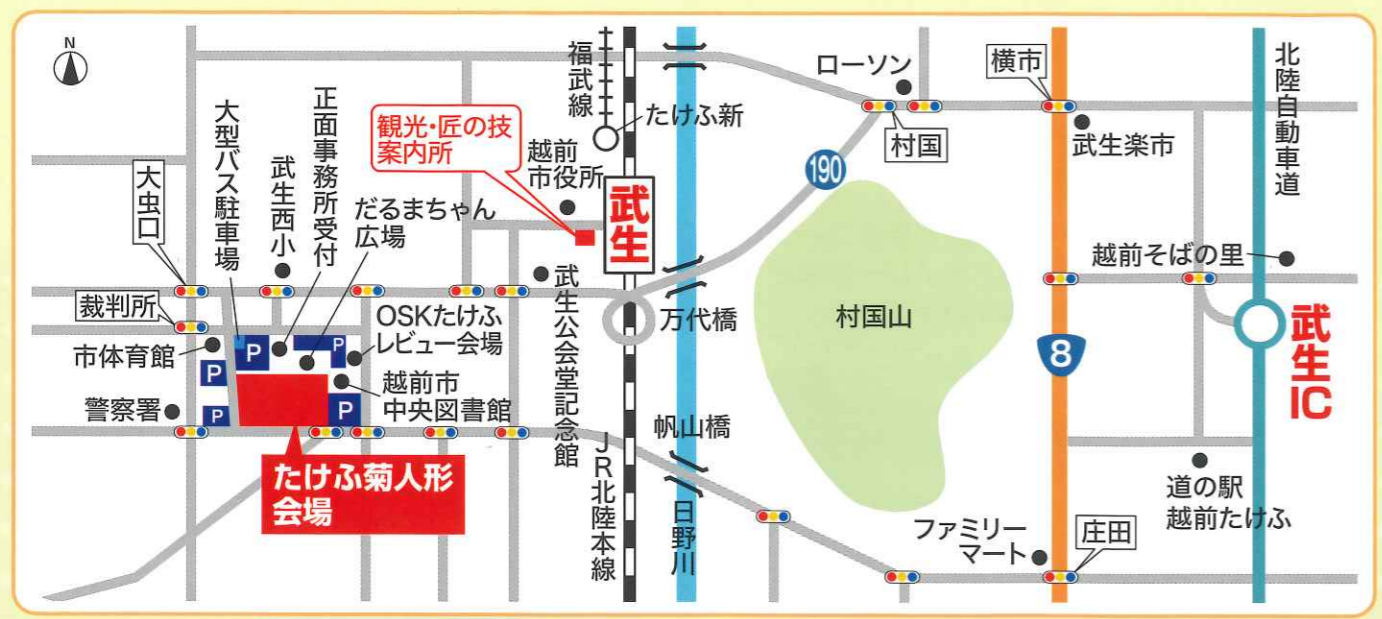 N
福武線
たけふ新
ローソン
村国
横市
武生楽市
北陸自動車道
190
観光・匠の技
案内所
越前
市役所
武生
大型バス駐車場
正面事務所受付
武生西小
だるまちゃん
広場
大虫口
裁判所
市体育館
警察署
P
P
P
P
P
OSKたけふ
レビュー会場
越前市
中央図書館
たけふ菊人形
会場
武生公会堂記念館
JR北陸本線
万代橋
帆山橋
日野川
村国山
8
越前そばの里
武生IC
道の駅
越前たけふ
ファミリー
マート
庄田